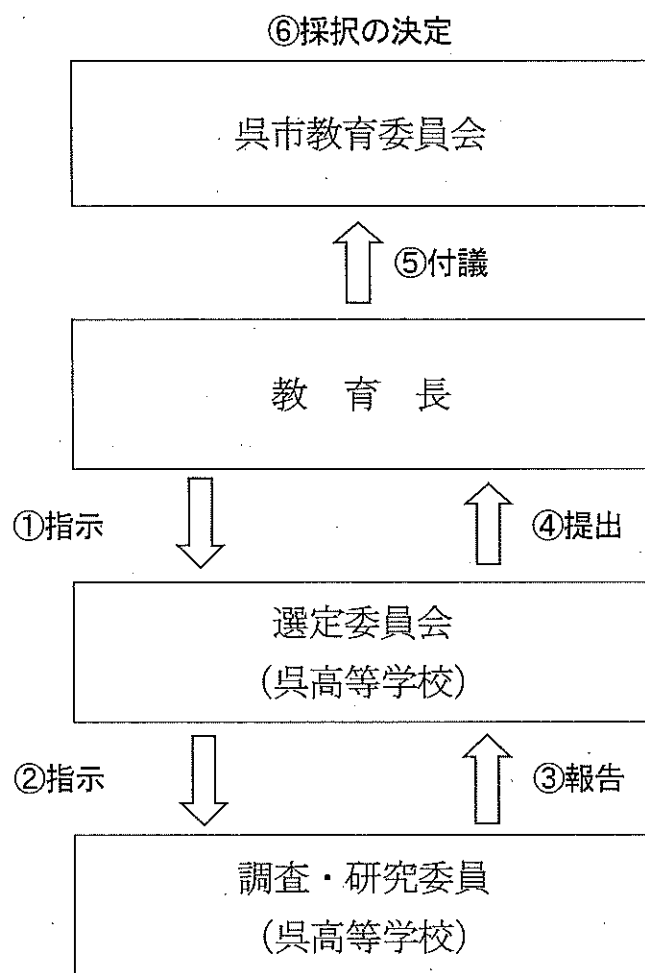 ⑥採択の決定
呉市教育委員会
⑤付議
教　育　長
①指示
④提出
選定委員会
(呉高等学校)
②指示
③報告
調査・研究委員
(呉高等学校)